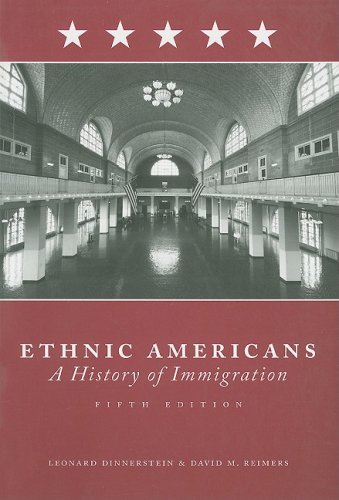 ETHNIC AMERICANS
A History of Immigration
FIFTH EDITION
LEONARD DINNERSTEIN & DAVID M. REIMERS